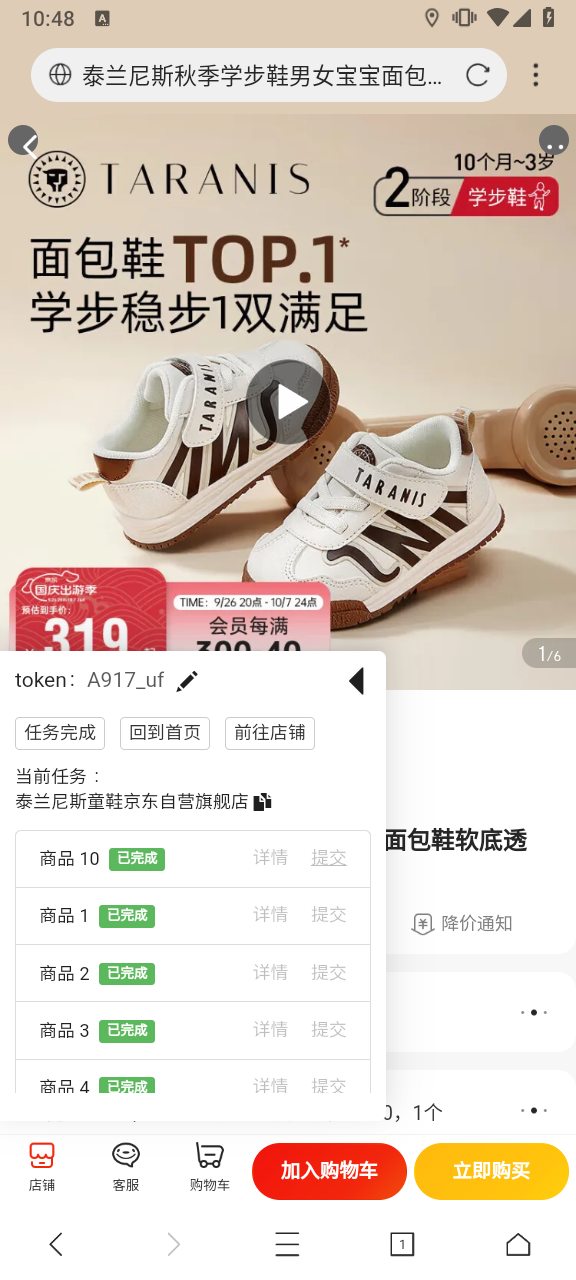 10:48
A
泰兰尼斯秋季学步鞋男女宝宝面包...
TARANIS
10个月~3岁
2阶段 学步鞋
面包鞋TOP.1*
学步稳步1双满足
TARANIS
TARANIS
国庆出游季
预估到手价:
319
TIME: 9/26 20点 - 10/7 24点
会员每满
300-40
1/6
token： A917_uf
任务完成 回到首页 前往店铺
当前任务：
泰兰尼斯童鞋京东自营旗舰店
商品 10 已完成 详情 提交
商品 1 已完成 详情 提交
商品 2 已完成 详情 提交
商品 3 已完成 详情 提交
商品 4 已完成 详情 提交
面包鞋软底透
降价通知
0，1个
店铺 客服 购物车 加入购物车 立即购买
1